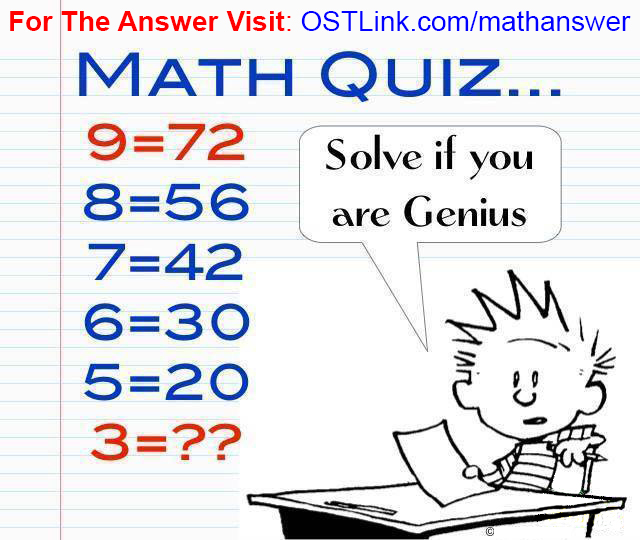 For The Answer Visit: OSTLink.com/mathanswer
MATH QUIZ...
9=72
8=56
7=42
6=30
5=20
3=??
Solve if you
are Genius
©